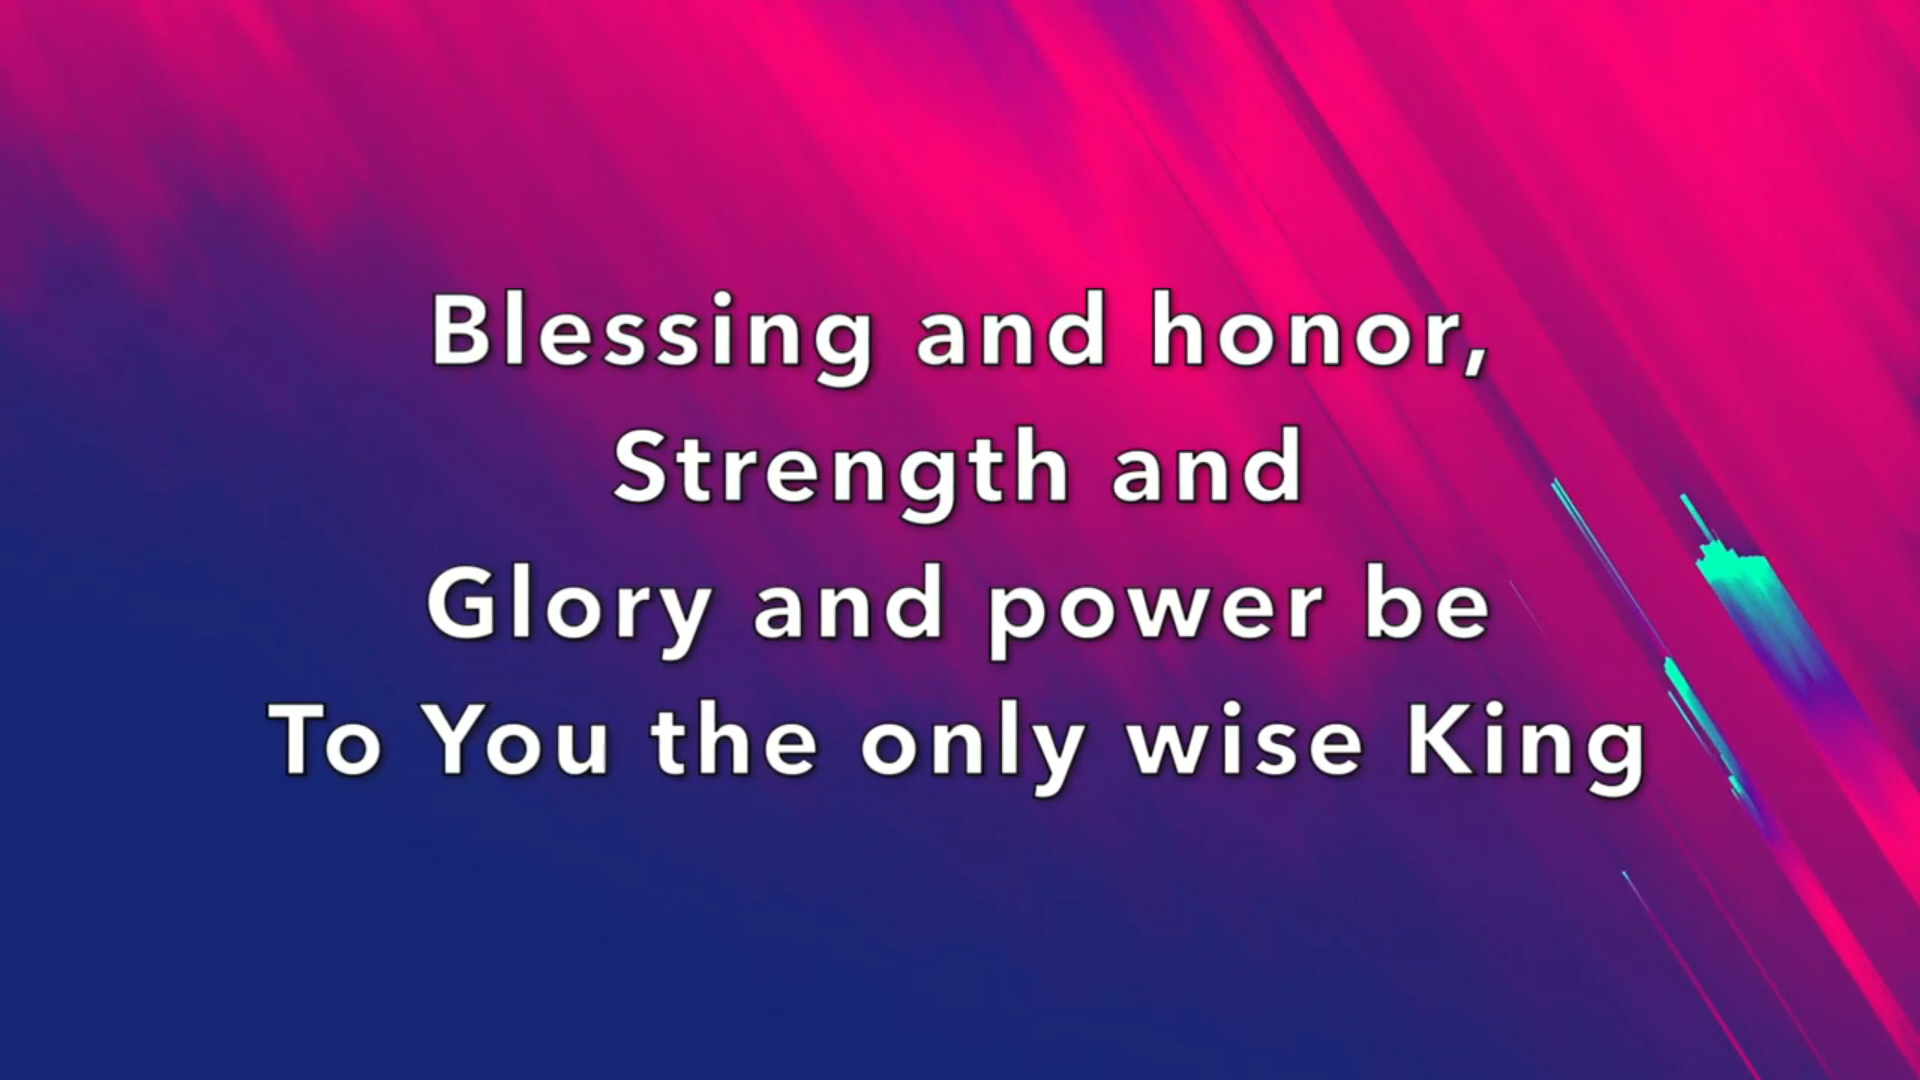 Blessing and honor,
Strength and
Glory and power be
To You the only wise King